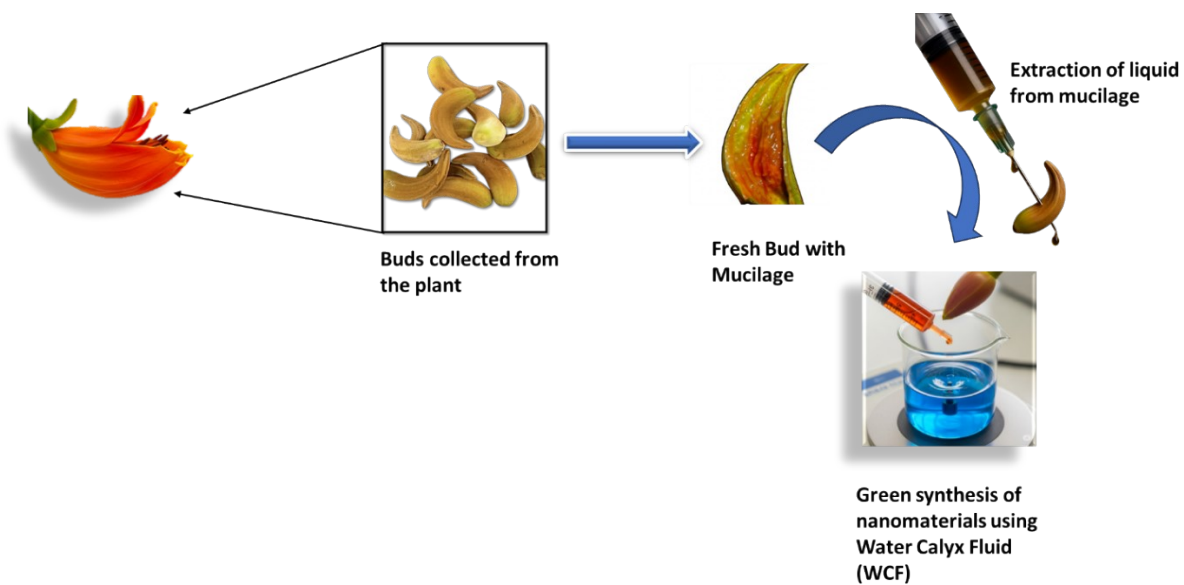 Buds collected from
the plant
Fresh Bud with
Mucilage
Extraction of liquid
from mucilage
Green synthesis of
nanomaterials using
Water Calyx Fluid
(WCF)